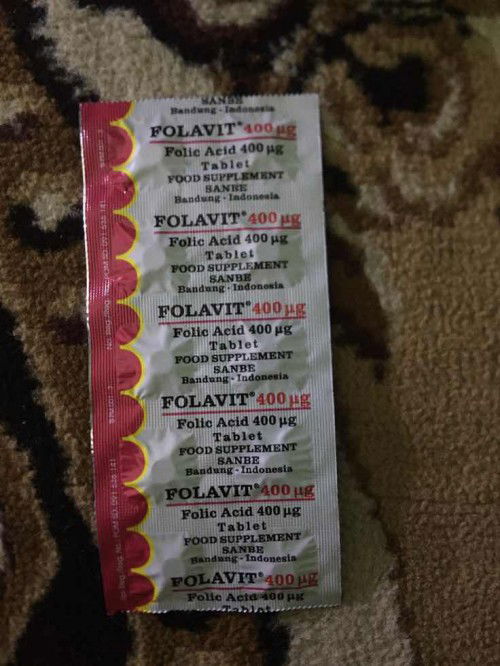 SANBE
Bandung - Indonesia
FOLAVIT® 400 µg
Folic Acid 400 µg
Tablet
FOOD SUPPLEMENT
SANBE
Bandung - Indonesia
FOLAVIT® 400 µg
Folic Acid 400 µg
Tablet
FOOD SUPPLEMENT
SANBE
Bandung - Indonesia
FOLAVIT® 400 µg
Folic Acid 400 µg
Tablet
FOOD SUPPLEMENT
SANBE
Bandung - Indonesia
FOLAVIT® 400 µg
Folic Acid 400 µg
Tablet
FOOD SUPPLEMENT
SANBE
Bandung - Indonesia
FOLAVIT® 400 µg
Folic Acid 400 µg
Tablet
FOOD SUPPLEMENT
SANBE
Bandung - Indonesia
FOLAVIT® 400 µg
Folic Acid 400 µg
Tablet